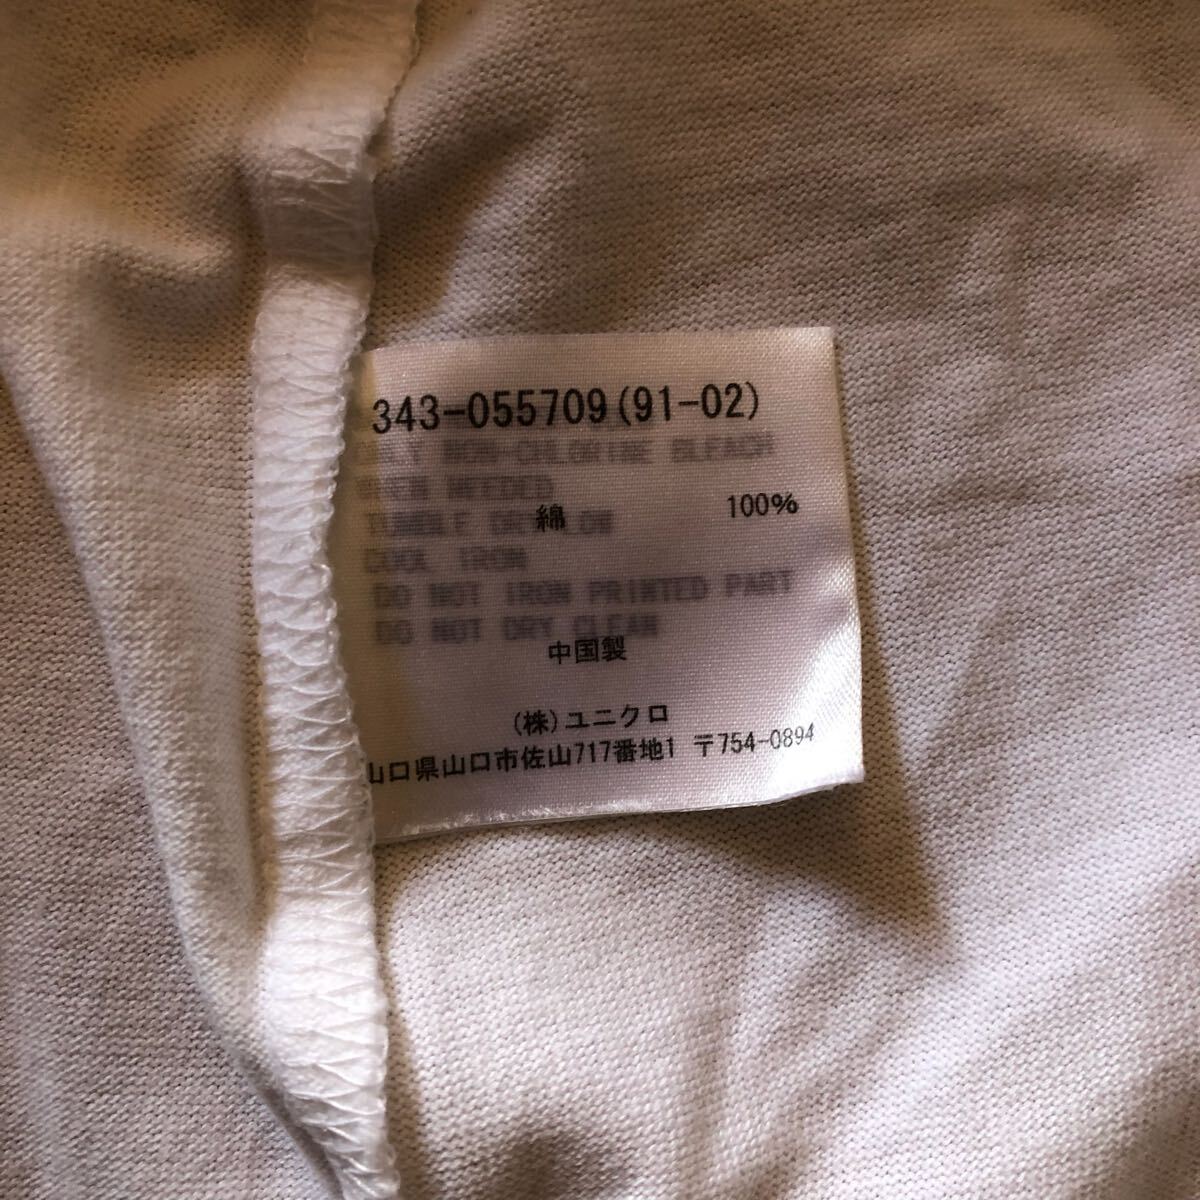 343-055709(91-02)
NON-CHLORINE BLEACH
WHEN NEEDED
綿 100%
TUMBLE DRY LOW
COOL IRON
DO NOT IRON PRINTED PART
DO NOT DRY CLEAN
中国製
(株)ユニクロ
山口県山口市佐山717番地1 〒754-0894